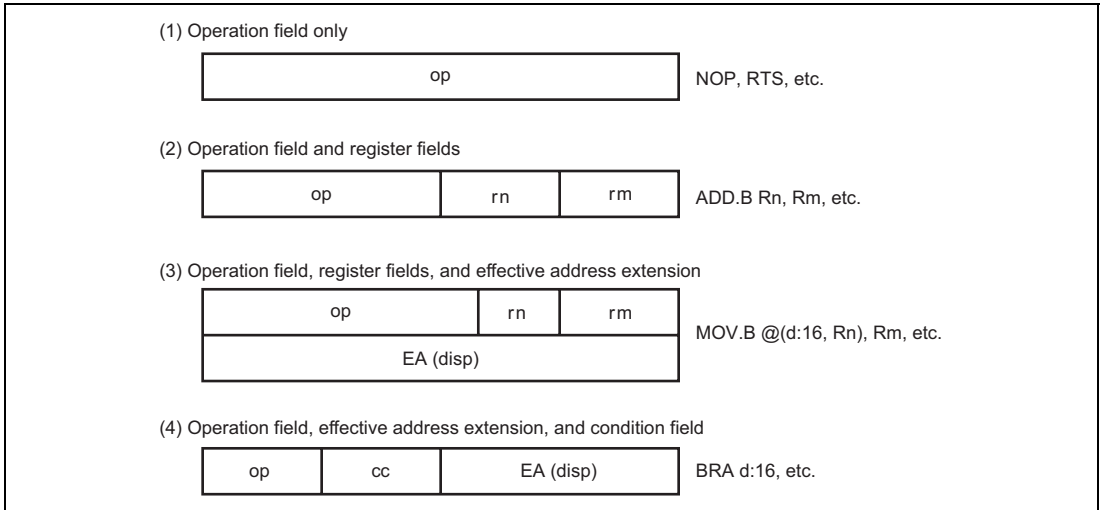 (1) Operation field only
op
NOP, RTS, etc.
(2) Operation field and register fields
op rn rm
ADD.B Rn, Rm, etc.
(3) Operation field, register fields, and effective address extension
op rn rm
MOV.B @(d:16, Rn), Rm, etc.
EA (disp)
(4) Operation field, effective address extension, and condition field
op cc EA (disp)
BRA d:16, etc.